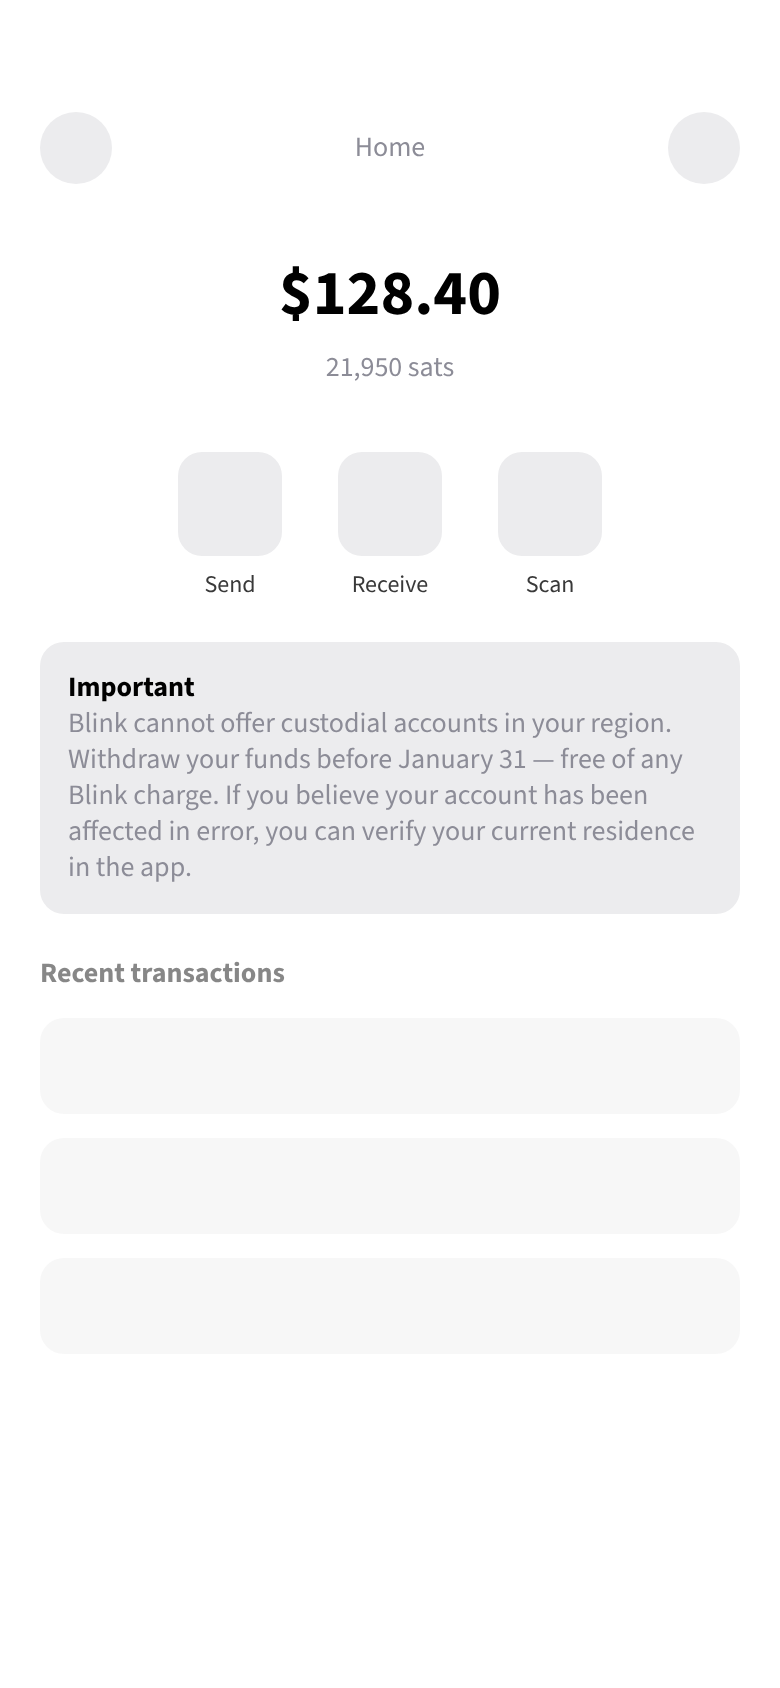 Home
$128.40
21,950 sats
Send
Receive
Scan
Important
Blink cannot offer custodial accounts in your region.
Withdraw your funds before January 31 — free of any
Blink charge. If you believe your account has been
affected in error, you can verify your current residence
in the app.
Recent transactions